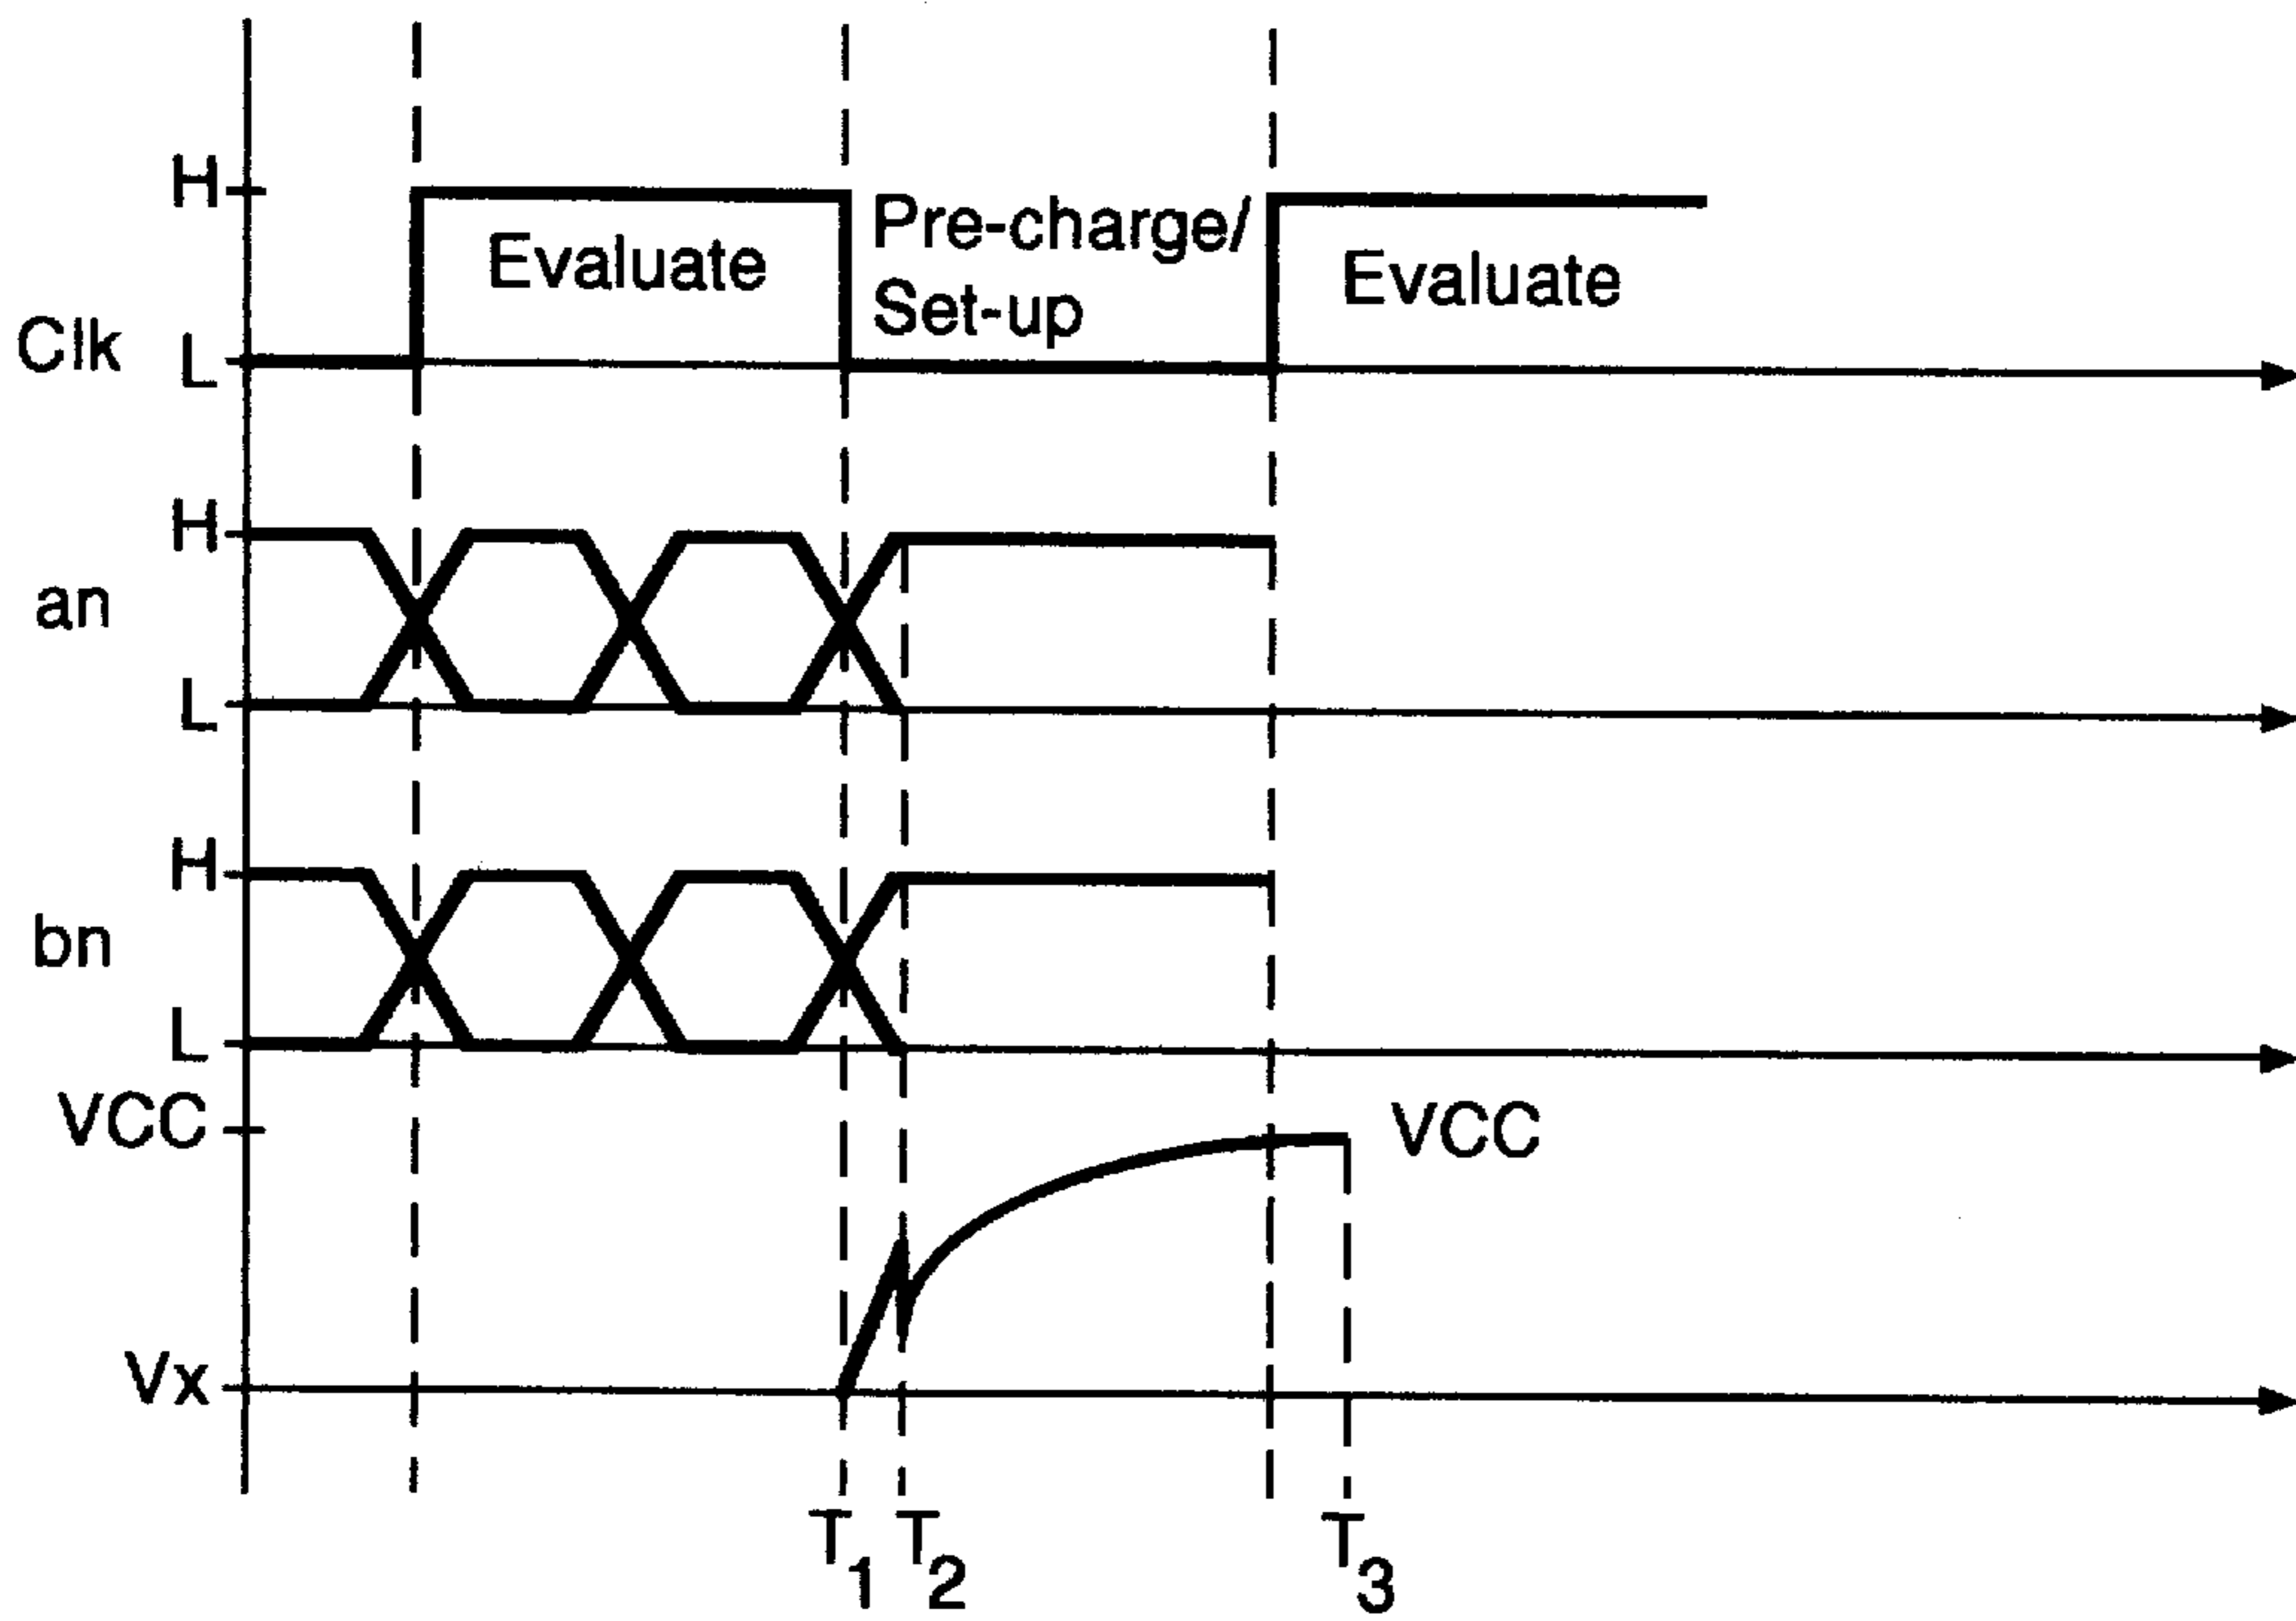 H
Evaluate
Pre-charge/
Set-up
Evaluate
Clk
L
H
an
L
H
bn
L
VCC
VCC
Vx
T1
T2
T3